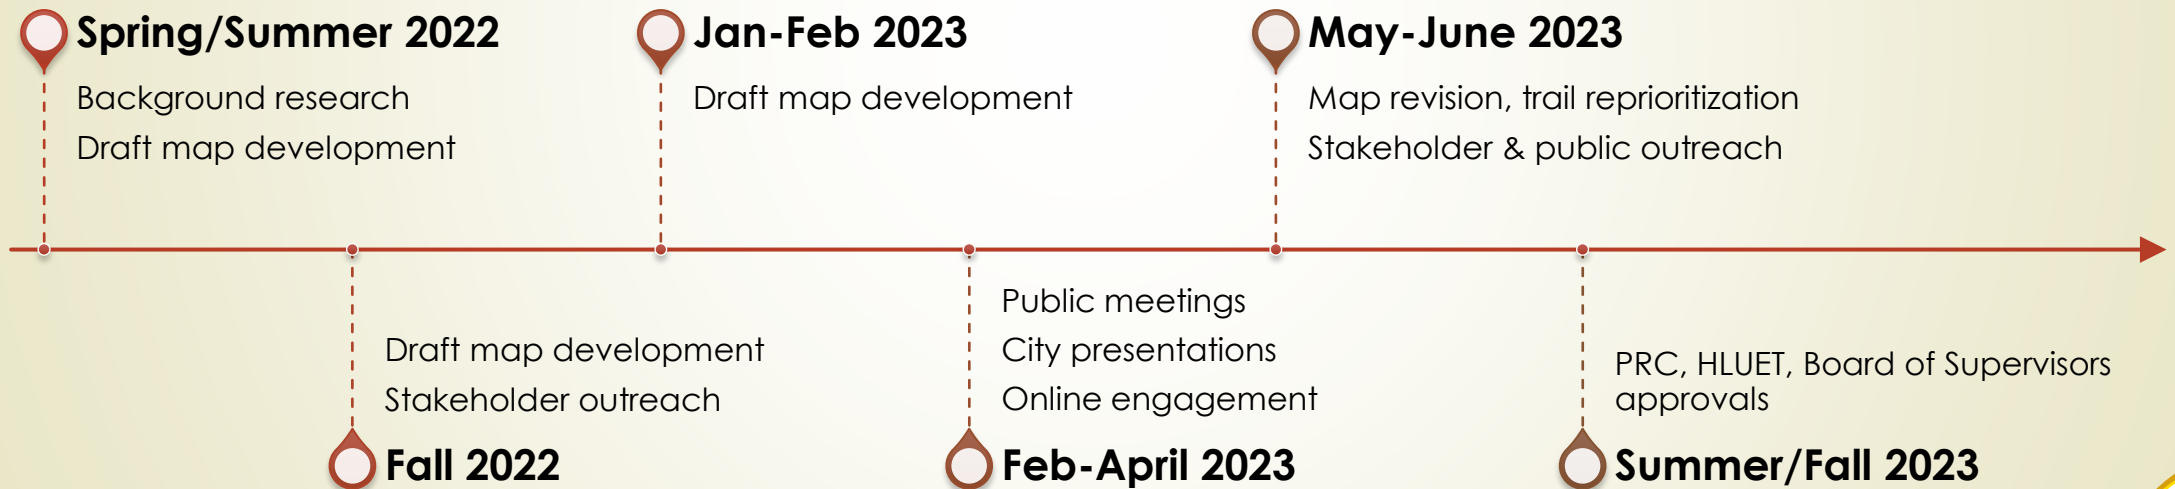 Spring/Summer 2022
Background research
Draft map development
Jan-Feb 2023
Draft map development
May-June 2023
Map revision, trail reprioritization
Stakeholder & public outreach
Draft map development
Stakeholder outreach
Fall 2022
Public meetings
City presentations
Online engagement
Feb-April 2023
PRC, HLUET, Board of Supervisors
approvals
Summer/Fall 2023